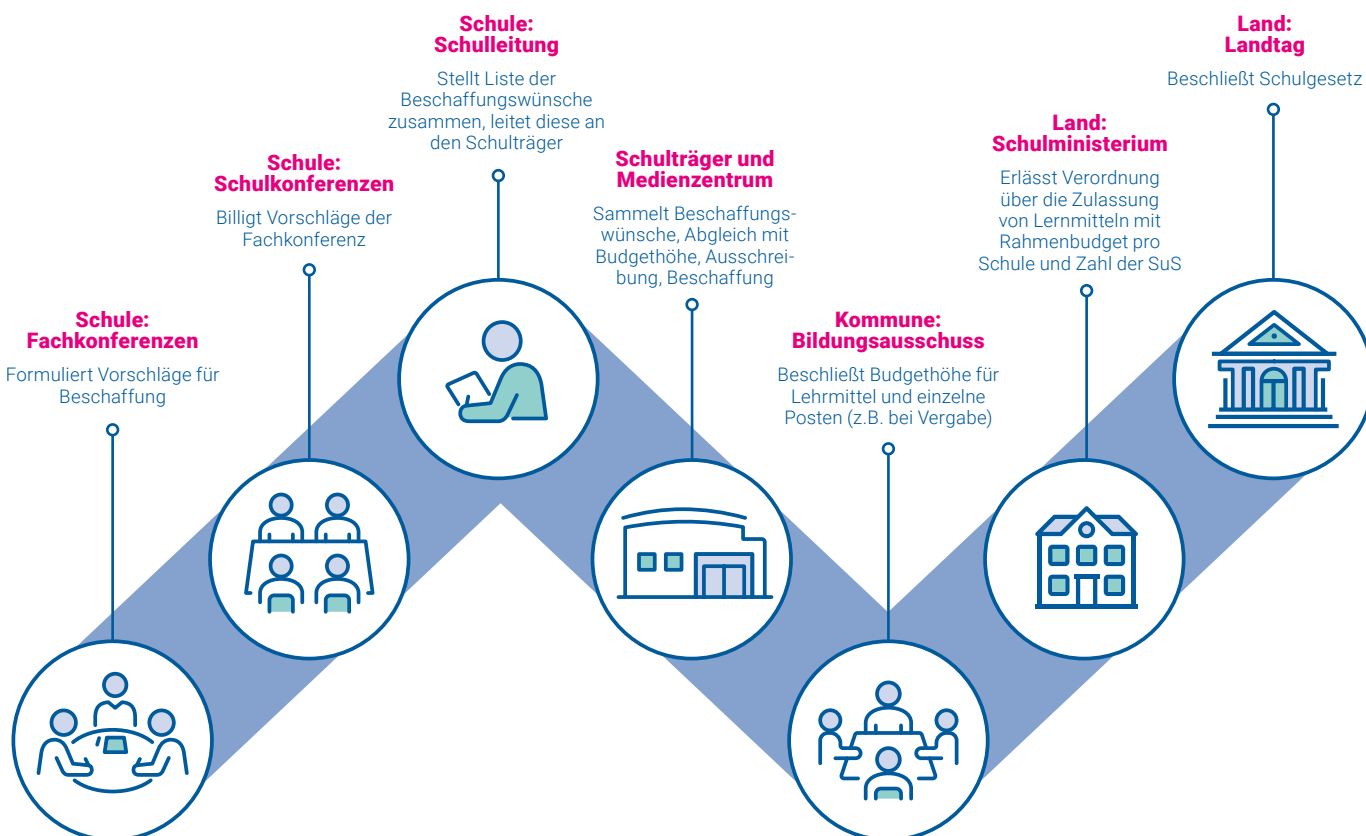 Schule:
Fachkonferenzen
Formuliert Vorschläge für
Beschaffung
Schule:
Schulkonferenzen
Billigt Vorschläge der
Fachkonferenz
Schule:
Schulleitung
Stellt Liste der
Beschaffungswünsche
zusammen, leitet diese an
den Schulträger
Schulträger und
Medienzentrum
Sammelt Beschaffungs-
wünsche, Abgleich mit
Budgethöhe, Ausschrei-
bung, Beschaffung
Kommune:
Bildungsausschuss
Beschließt Budgethöhe für
Lehrmittel und einzelne
Posten (z.B. bei Vergabe)
Land:
Schulministerium
Erlässt Verordnung
über die Zulassung
von Lernmitteln mit
Rahmenbudget pro
Schule und Zahl der SuS
Land:
Landtag
Beschließt Schulgesetz